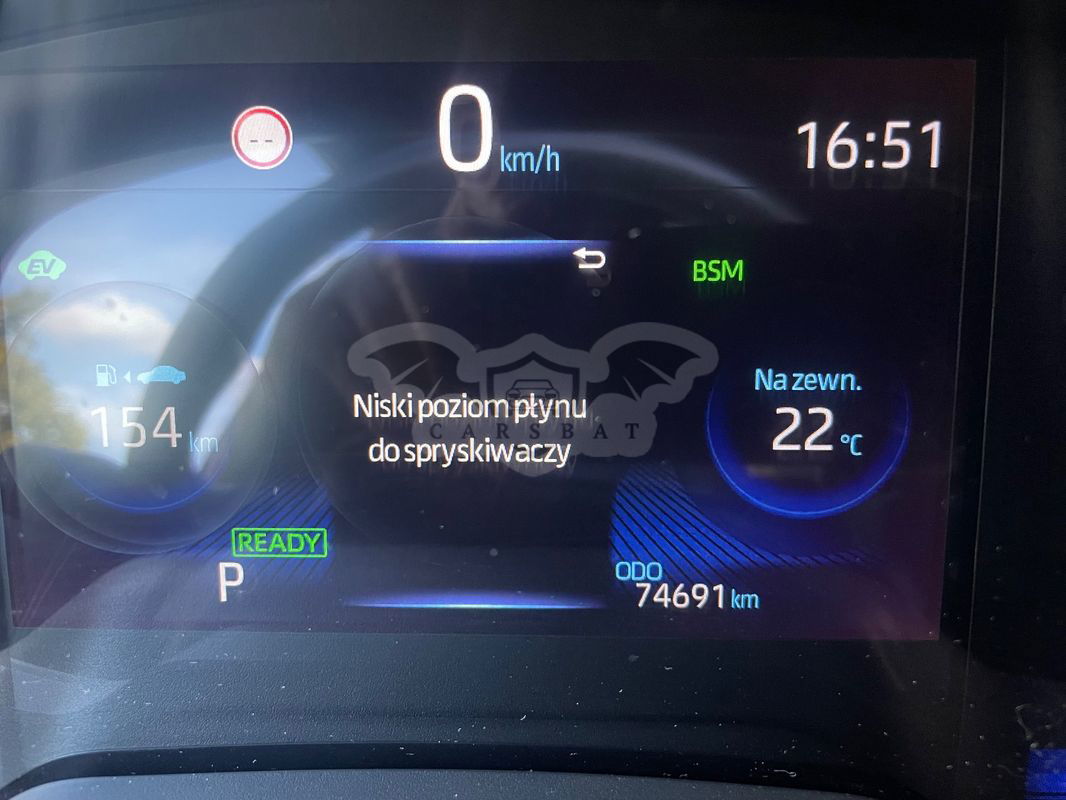 --
0 km/h
16:51
EV
BSM
154 km
Niski poziom płynu
do spryskiwaczy
CARSBAT
Na zewn.
22 °C
READY
P
ODO
74691 km